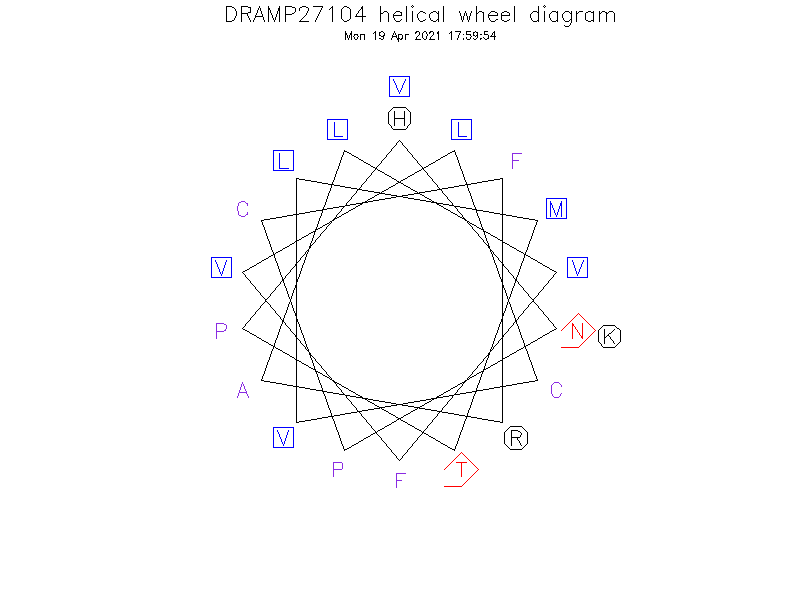 DRAMP27104 helical wheel diagram
Mon 19 Apr 2021 17:59:54
V
H
L L
L F
C M
V V
P N K
A C
V R
P T
F